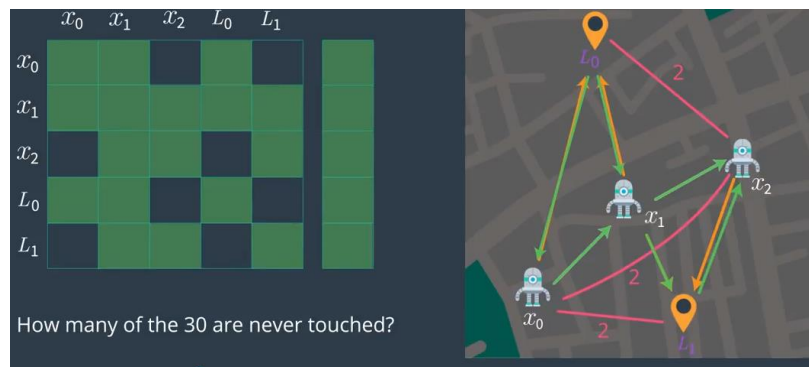 x₀ x₁ x₂ L₀ L₁
x₀
x₁
x₂
L₀
L₁
How many of the 30 are never touched?
L₀
2
x₂
x₁
2
x₀
2
L₁